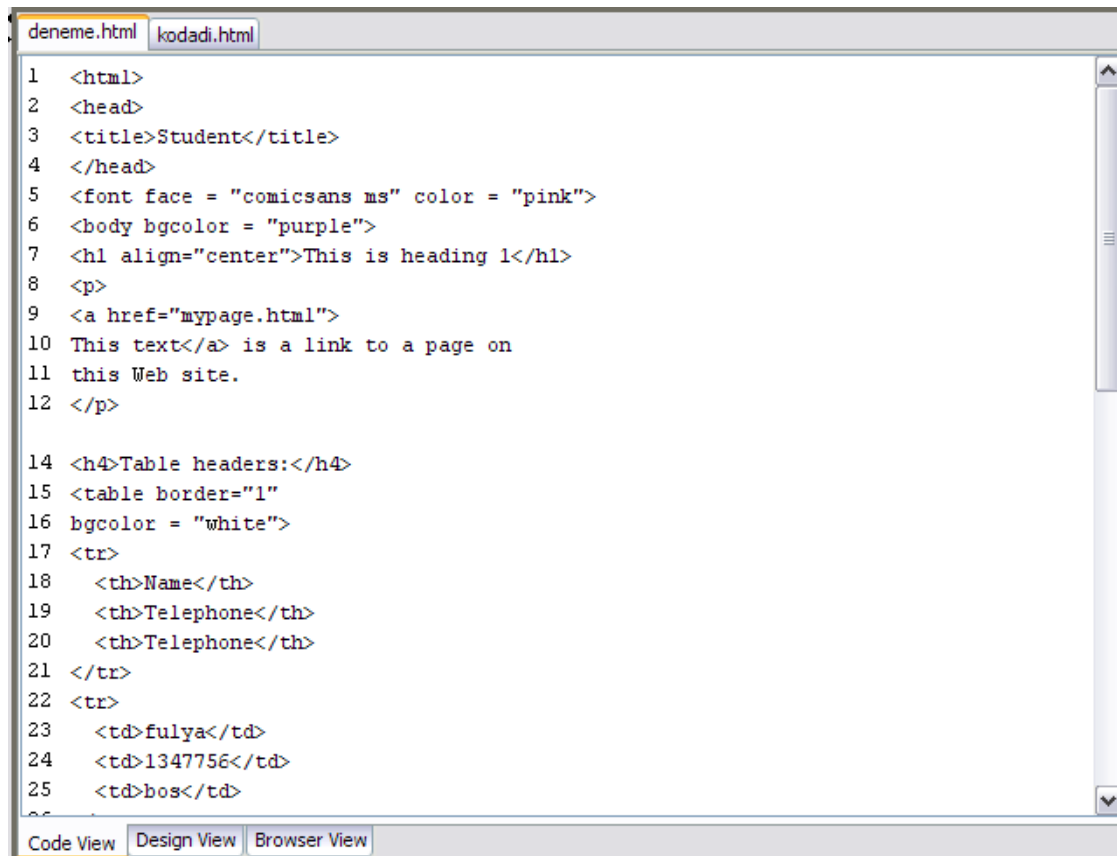 deneme.html kodadi.html
1 <html>
2 <head>
3 <title>Student</title>
4 </head>
5 <font face = "comicsans ms" color = "pink">
6 <body bgcolor = "purple">
7 <h1 align="center">This is heading 1</h1>
8 <p>
9 <a href="mypage.html">
10 This text</a> is a link to a page on
11 this Web site.
12 </p>
14 <h4>Table headers:</h4>
15 <table border="1"
16 bgcolor = "white">
17 <tr>
18 <th>Name</th>
19 <th>Telephone</th>
20 <th>Telephone</th>
21 </tr>
22 <tr>
23 <td>fulya</td>
24 <td>1347756</td>
25 <td>bos</td>
Code View Design View Browser View